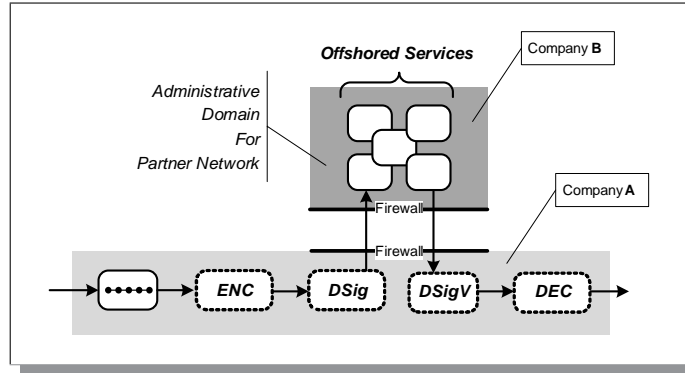 Offshored Services
Company B
Administrative
Domain
For
Partner Network
Firewall
Company A
Firewall
ENC
DSig
DSigV
DEC